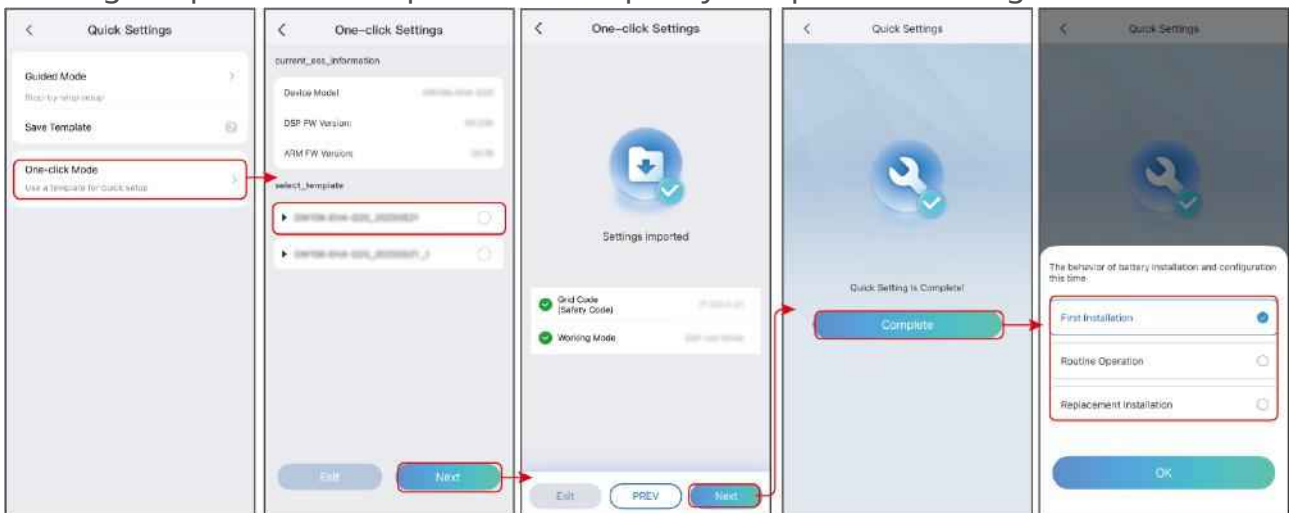 Quick Settings
Guided Mode
Step-by-step setup
Save Template
One-click Mode
Use a template for quick setup
One-click Settings
current_ess_information
Device Model
DSP FW Version:
ARM FW Version:
select_template
Exit
Next
One-click Settings
Settings imported
Grid Code
(Safety Code)
Working Mode
Exit
PREV
Next
Quick Settings
Quick Setting Is Complete!
Complete
Quick Settings
The behavior of battery installation and configuration
this time
First Installation
Routine Operation
Replacement Installation
OK